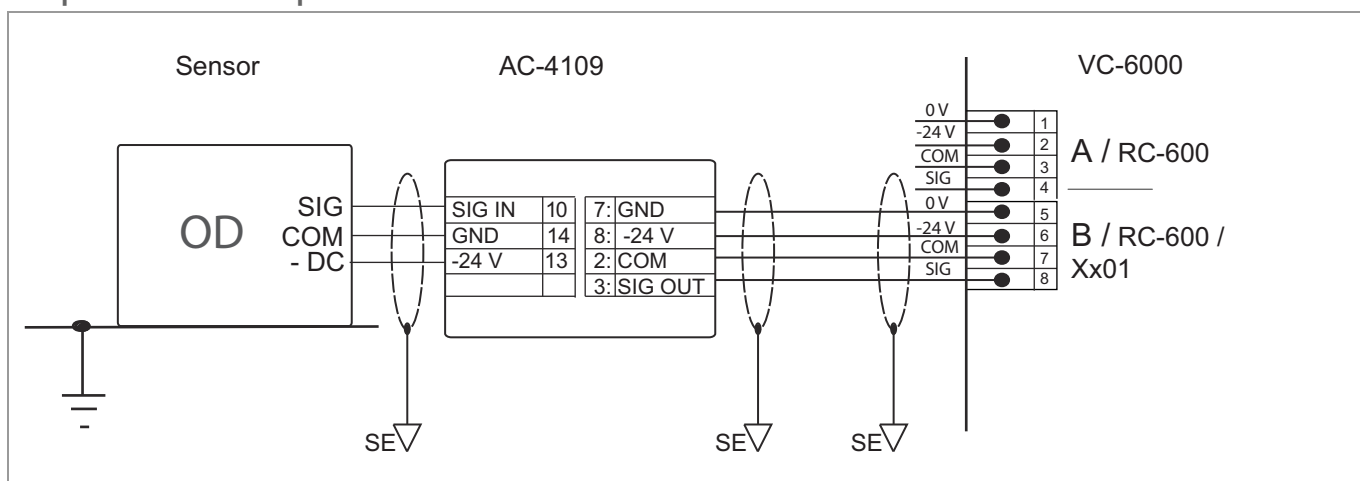 Sensor
AC-4109
VC-6000
OD
SIG
COM
- DC
SIG IN 10
GND 14
-24 V 13
7: GND
8: -24 V
2: COM
3: SIG OUT
0 V 1
-24 V 2
COM 3
SIG 4
A / RC-600
0 V 5
-24 V 6
COM 7
SIG 8
B / RC-600 /
Xx01
SE
SE
SE